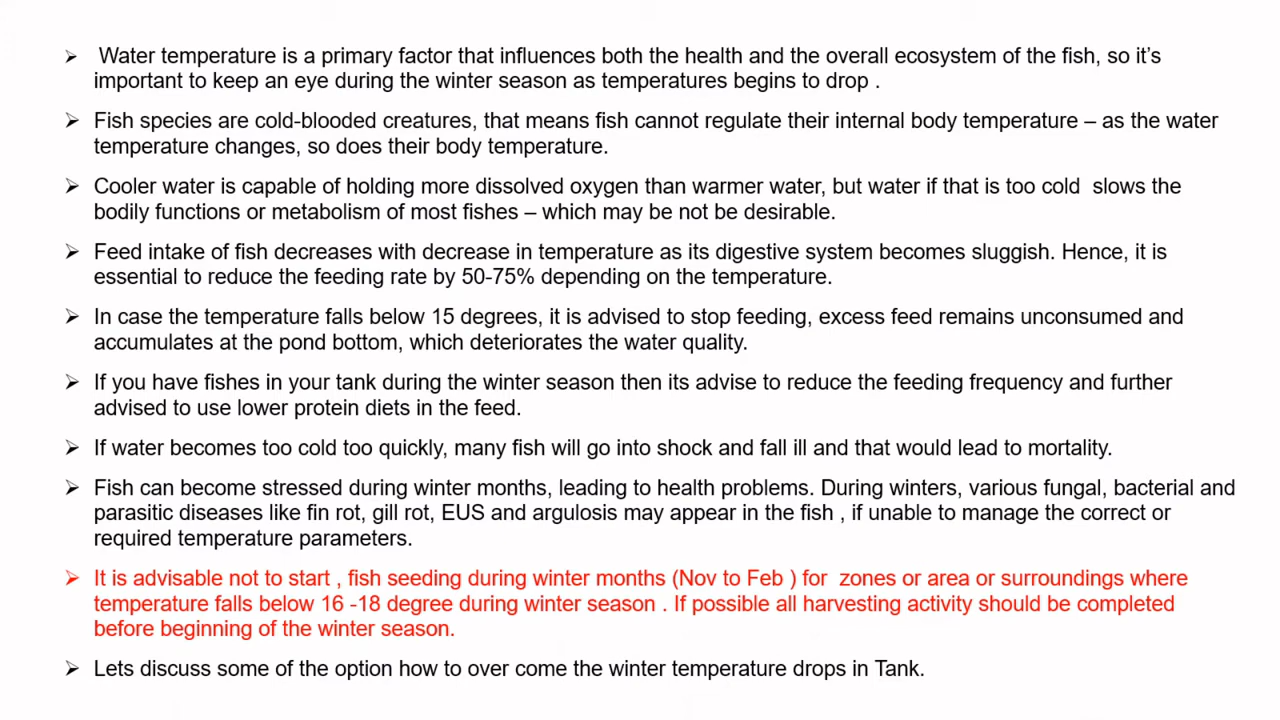 ➢ Water temperature is a primary factor that influences both the health and the overall ecosystem of the fish, so it's
important to keep an eye during the winter season as temperatures begins to drop .
➢ Fish species are cold-blooded creatures, that means fish cannot regulate their internal body temperature – as the water
temperature changes, so does their body temperature.
➢ Cooler water is capable of holding more dissolved oxygen than warmer water, but water if that is too cold slows the
bodily functions or metabolism of most fishes – which may be not be desirable.
➢ Feed intake of fish decreases with decrease in temperature as its digestive system becomes sluggish. Hence, it is
essential to reduce the feeding rate by 50-75% depending on the temperature.
➢ In case the temperature falls below 15 degrees, it is advised to stop feeding, excess feed remains unconsumed and
accumulates at the pond bottom, which deteriorates the water quality.
➢ If you have fishes in your tank during the winter season then its advise to reduce the feeding frequency and further
advised to use lower protein diets in the feed.
➢ If water becomes too cold too quickly, many fish will go into shock and fall ill and that would lead to mortality.
➢ Fish can become stressed during winter months, leading to health problems. During winters, various fungal, bacterial and
parasitic diseases like fin rot, gill rot, EUS and argulosis may appear in the fish , if unable to manage the correct or
required temperature parameters.
➢ It is advisable not to start , fish seeding during winter months (Nov to Feb ) for zones or area or surroundings where
temperature falls below 16 -18 degree during winter season . If possible all harvesting activity should be completed
before beginning of the winter season.
➢ Lets discuss some of the option how to over come the winter temperature drops in Tank.